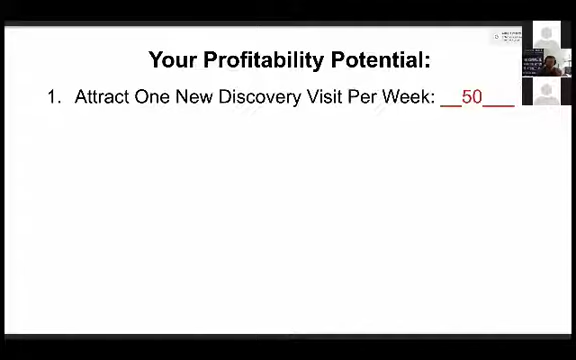 Your Profitability Potential:
1. Attract One New Discovery Visit Per Week: __50___